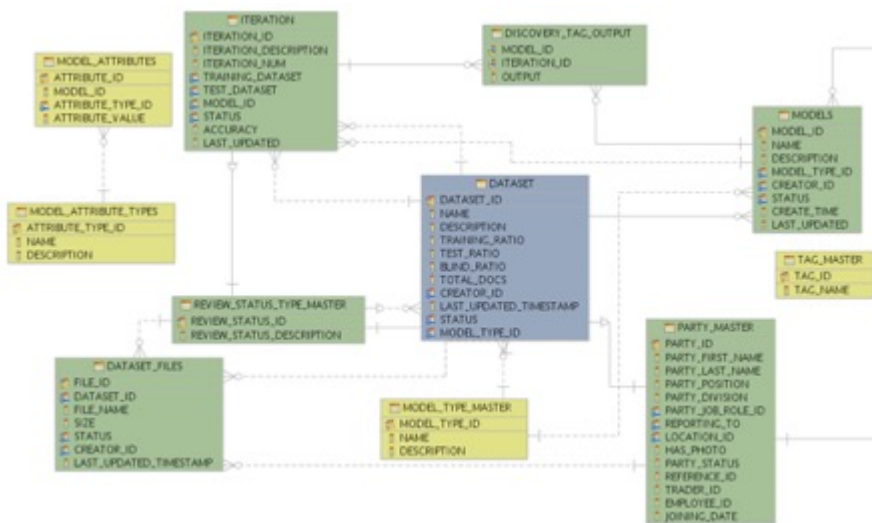 ITERATION
ITERATION_ID
ITERATION_DESCRIPTION
ITERATION_NUM
TRAINING_DATASET
TEST_DATASET
MODEL_ID
STATUS
ACCURACY
LAST_UPDATED
DISCOVERY_TAG_OUTPUT
MODEL_ID
ITERATION_ID
OUTPUT
MODEL_ATTRIBUTES
ATTRIBUTE_ID
MODEL_ID
ATTRIBUTE_TYPE_ID
ATTRIBUTE_VALUE
MODELS
MODEL_ID
NAME
DESCRIPTION
MODEL_TYPE_ID
CREATOR_ID
STATUS
CREATE_TIME
LAST_UPDATED
MODEL_ATTRIBUTE_TYPES
ATTRIBUTE_TYPE_ID
NAME
DESCRIPTION
DATASET
DATASET_ID
NAME
DESCRIPTION
TRAINING_RATIO
TEST_RATIO
BLIND_RATIO
TOTAL_DOCS
CREATOR_ID
LAST_UPDATED_TIMESTAMP
STATUS
MODEL_TYPE_ID
TAG_MASTER
TAG_ID
TAG_NAME
REVIEW_STATUS_TYPE_MASTER
REVIEW_STATUS_ID
REVIEW_STATUS_DESCRIPTION
DATASET_FILES
FILE_ID
DATASET_ID
FILE_NAME
SIZE
STATUS
CREATOR_ID
LAST_UPDATED_TIMESTAMP
MODEL_TYPE_MASTER
MODEL_TYPE_ID
NAME
DESCRIPTION
PARTY_MASTER
PARTY_ID
PARTY_FIRST_NAME
PARTY_LAST_NAME
PARTY_POSITION
PARTY_DIVISION
PARTY_JOB_ROLE_ID
REPORTING_TO
LOCATION_ID
HAS_PHOTO
PARTY_STATUS
REFERENCE_ID
TRADER_ID
EMPLOYEE_ID
JOINING_DATE